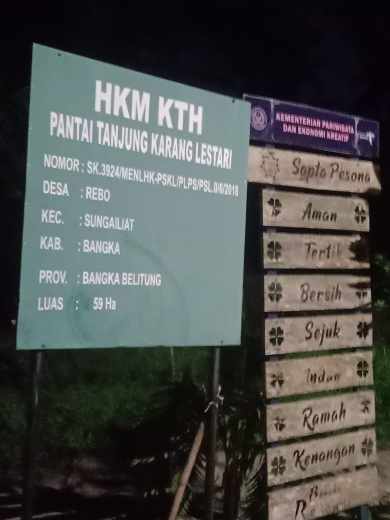 HKM KTH
PANTAI TANJUNG KARANG LESTARI
NOMOR : SK.3924/MENLHK-PSKL/PLPS/PSL.0/6/2018
DESA : REBO
KEC. : SUNGAILIAT
KAB. : BANGKA
PROV. : BANGKA BELITUNG
LUAS : 59 Ha
KEMENTERIAN PARIWISATA
DAN EKONOMI KREATIF
Sapta Pesona
Aman
Tertib
Bersih
Sejuk
Indah
Ramah
Kenangan